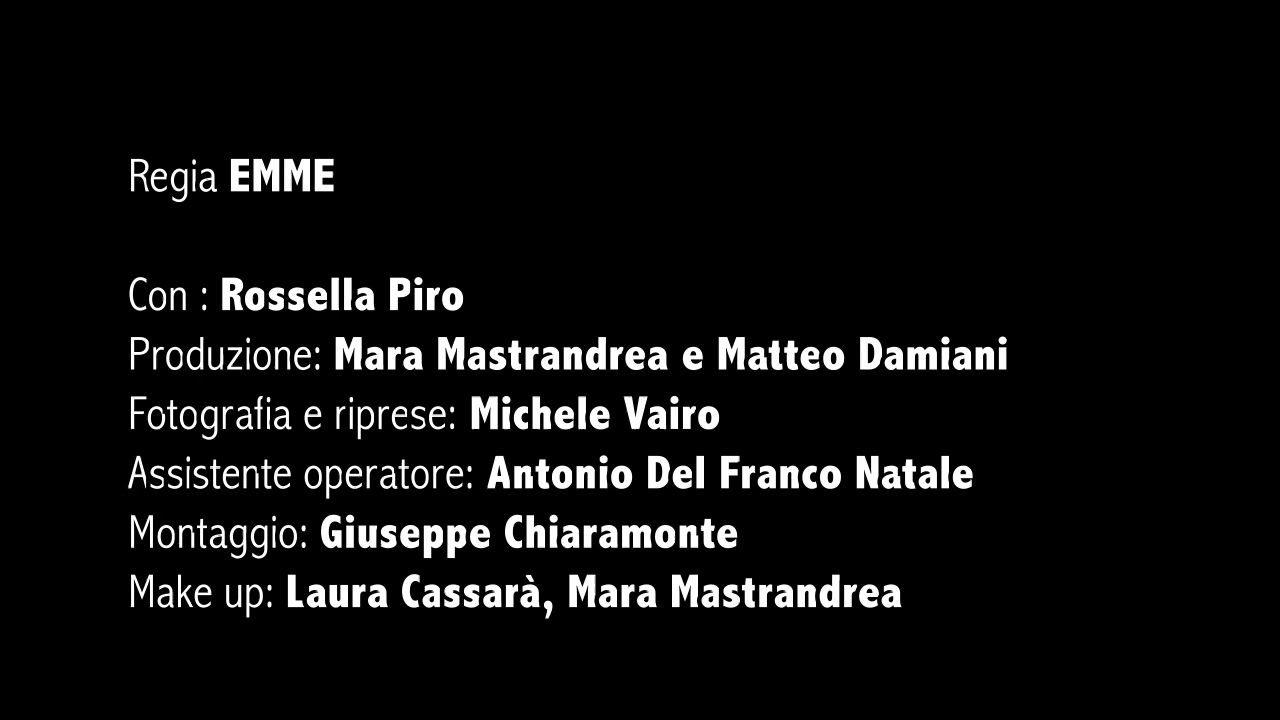 Regia EMME
Con : Rossella Piro
Produzione: Mara Mastrandrea e Matteo Damiani
Fotografia e riprese: Michele Vairo
Assistente operatore: Antonio Del Franco Natale
Montaggio: Giuseppe Chiaramonte
Make up: Laura Cassarà, Mara Mastrandrea